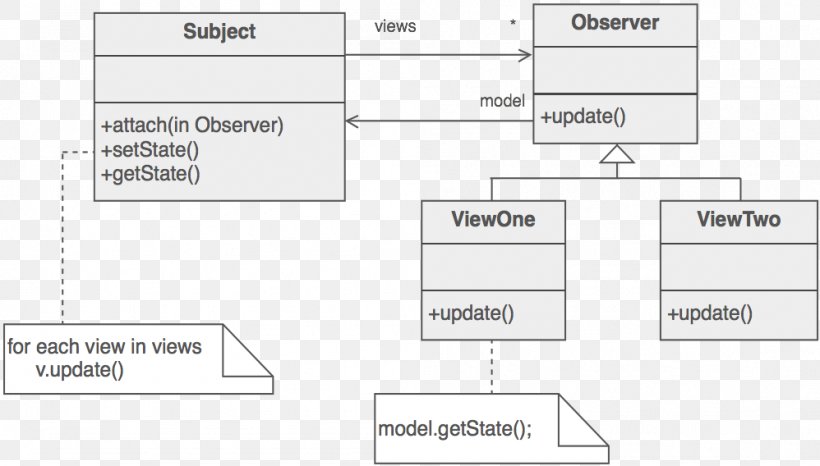 Subject
views
*
Observer
+attach(in Observer)
+setState()
+getState()
model
+update()
ViewOne
+update()
ViewTwo
+update()
for each view in views
v.update()
model.getState();